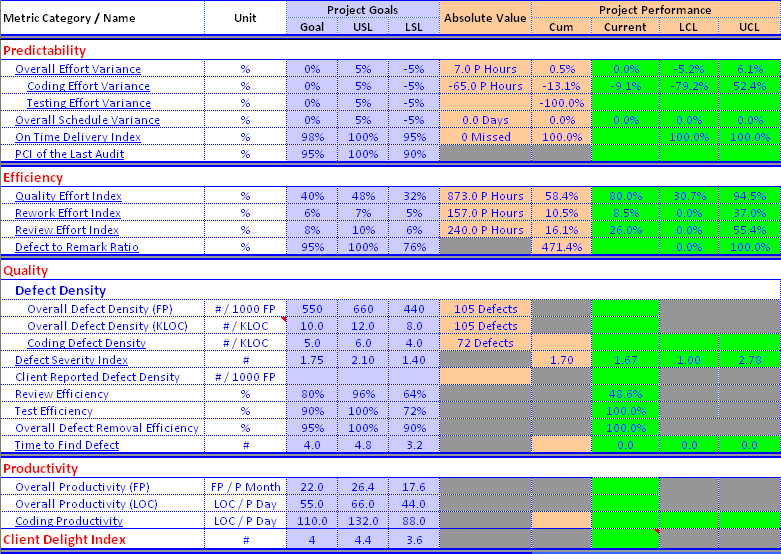 Metric Category / Name Unit Project Goals Absolute Value Project Performance
Goal USL LSL Cum Current LCL UCL
Predictability
Overall Effort Variance % 0% 5% -5% 7.0 P Hours 0.5% 0.0% -5.2% 6.1%
Coding Effort Variance % 0% 5% -5% -65.0 P Hours -13.1% -9.1% -79.2% 52.4%
Testing Effort Variance % 0% 5% -5% -100.0%
Overall Schedule Variance % 0% 5% -5% 0.0 Days 0.0% 0.0% 0.0% 0.0%
On Time Delivery Index % 98% 100% 95% 0 Missed 100.0% 100.0% 100.0%
PCI of the Last Audit % 95% 100% 90%
Efficiency
Quality Effort Index % 40% 48% 32% 873.0 P Hours 58.4% 80.0% 30.7% 94.5%
Rework Effort Index % 6% 7% 5% 157.0 P Hours 10.5% 8.5% 0.0% 37.0%
Review Effort Index % 8% 10% 6% 240.0 P Hours 16.1% 26.0% 0.0% 55.4%
Defect to Remark Ratio % 95% 100% 76% 471.4% 0.0% 100.0%
Quality
Defect Density
Overall Defect Density (FP) # / 1000 FP 550 660 440 105 Defects
Overall Defect Density (KLOC) # / KLOC 10.0 12.0 8.0 105 Defects
Coding Defect Density # / KLOC 5.0 6.0 4.0 72 Defects
Defect Severity Index # 1.75 2.10 1.40 1.70 1.67 1.00 2.78
Client Reported Defect Density # / 1000 FP
Review Efficiency % 80% 96% 64% 48.6%
Test Efficiency % 90% 100% 72% 100.0%
Overall Defect Removal Efficiency % 95% 100% 90% 100.0%
Time to Find Defect # 4.0 4.8 3.2 0.0 0.0 0.0
Productivity
Overall Productivity (FP) FP / P Month 22.0 26.4 17.6
Overall Productivity (LOC) LOC / P Day 55.0 66.0 44.0
Coding Productivity LOC / P Day 110.0 132.0 88.0
Client Delight Index # 4 4.4 3.6